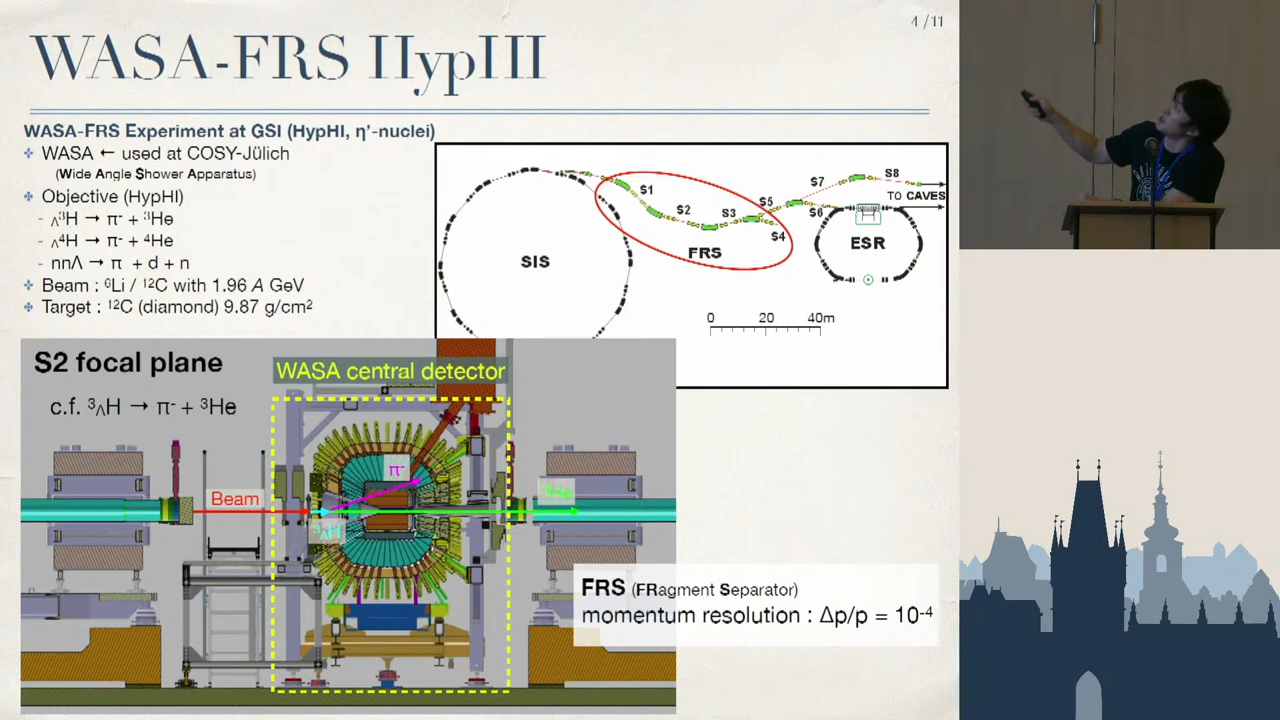 4 / 11
WASA-FRS HypHI
WASA-FRS Experiment at GSI (HypHI, η’-nuclei)
WASA ← used at COSY-Jülich
(Wide Angle Shower Apparatus)
Objective (HypHI)
- Λ³H → π⁻ + ³He
- Λ⁴H → π⁻ + ⁴He
- nnΛ → π + d + n
Beam : ⁶Li / ¹²C with 1.96 A GeV
Target : ¹²C (diamond) 9.87 g/cm²
SIS
S1
S2
S3
S4
S5
S6
S7
S8
TO CAVES
FRS
ESR
0 20 40m
S2 focal plane
WASA central detector
c.f. ³ΛH → π⁻ + ³He
π⁻
Beam
³ΛH
³He
FRS (FRagment Separator)
momentum resolution : Δp/p = 10⁻⁴